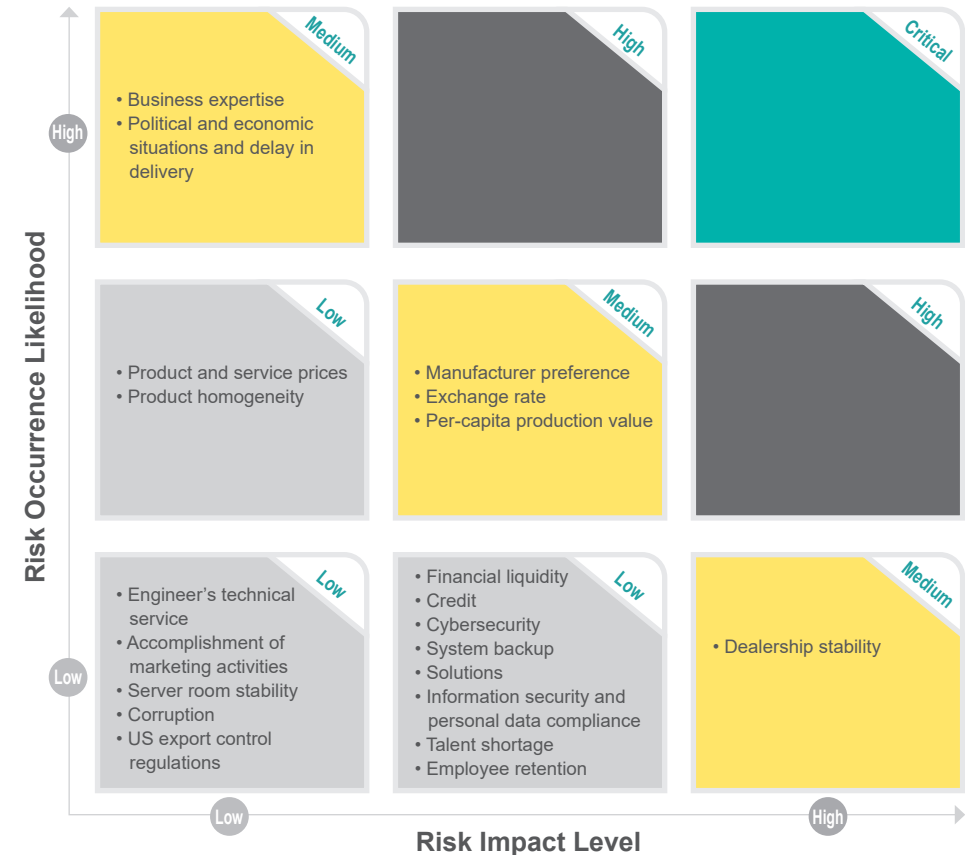 Medium
High
Critical
• Business expertise
• Political and economic
situations and delay in
delivery
High
Low
Medium
High
• Product and service prices
• Product homogeneity
• Manufacturer preference
• Exchange rate
• Per-capita production value
Risk Occurrence Likelihood
Low
Low
Medium
• Engineer’s technical
service
• Accomplishment of
marketing activities
• Server room stability
• Corruption
• US export control
regulations
• Financial liquidity
• Credit
• Cybersecurity
• System backup
• Solutions
• Information security and
personal data compliance
• Talent shortage
• Employee retention
• Dealership stability
Low
Low
High
Risk Impact Level